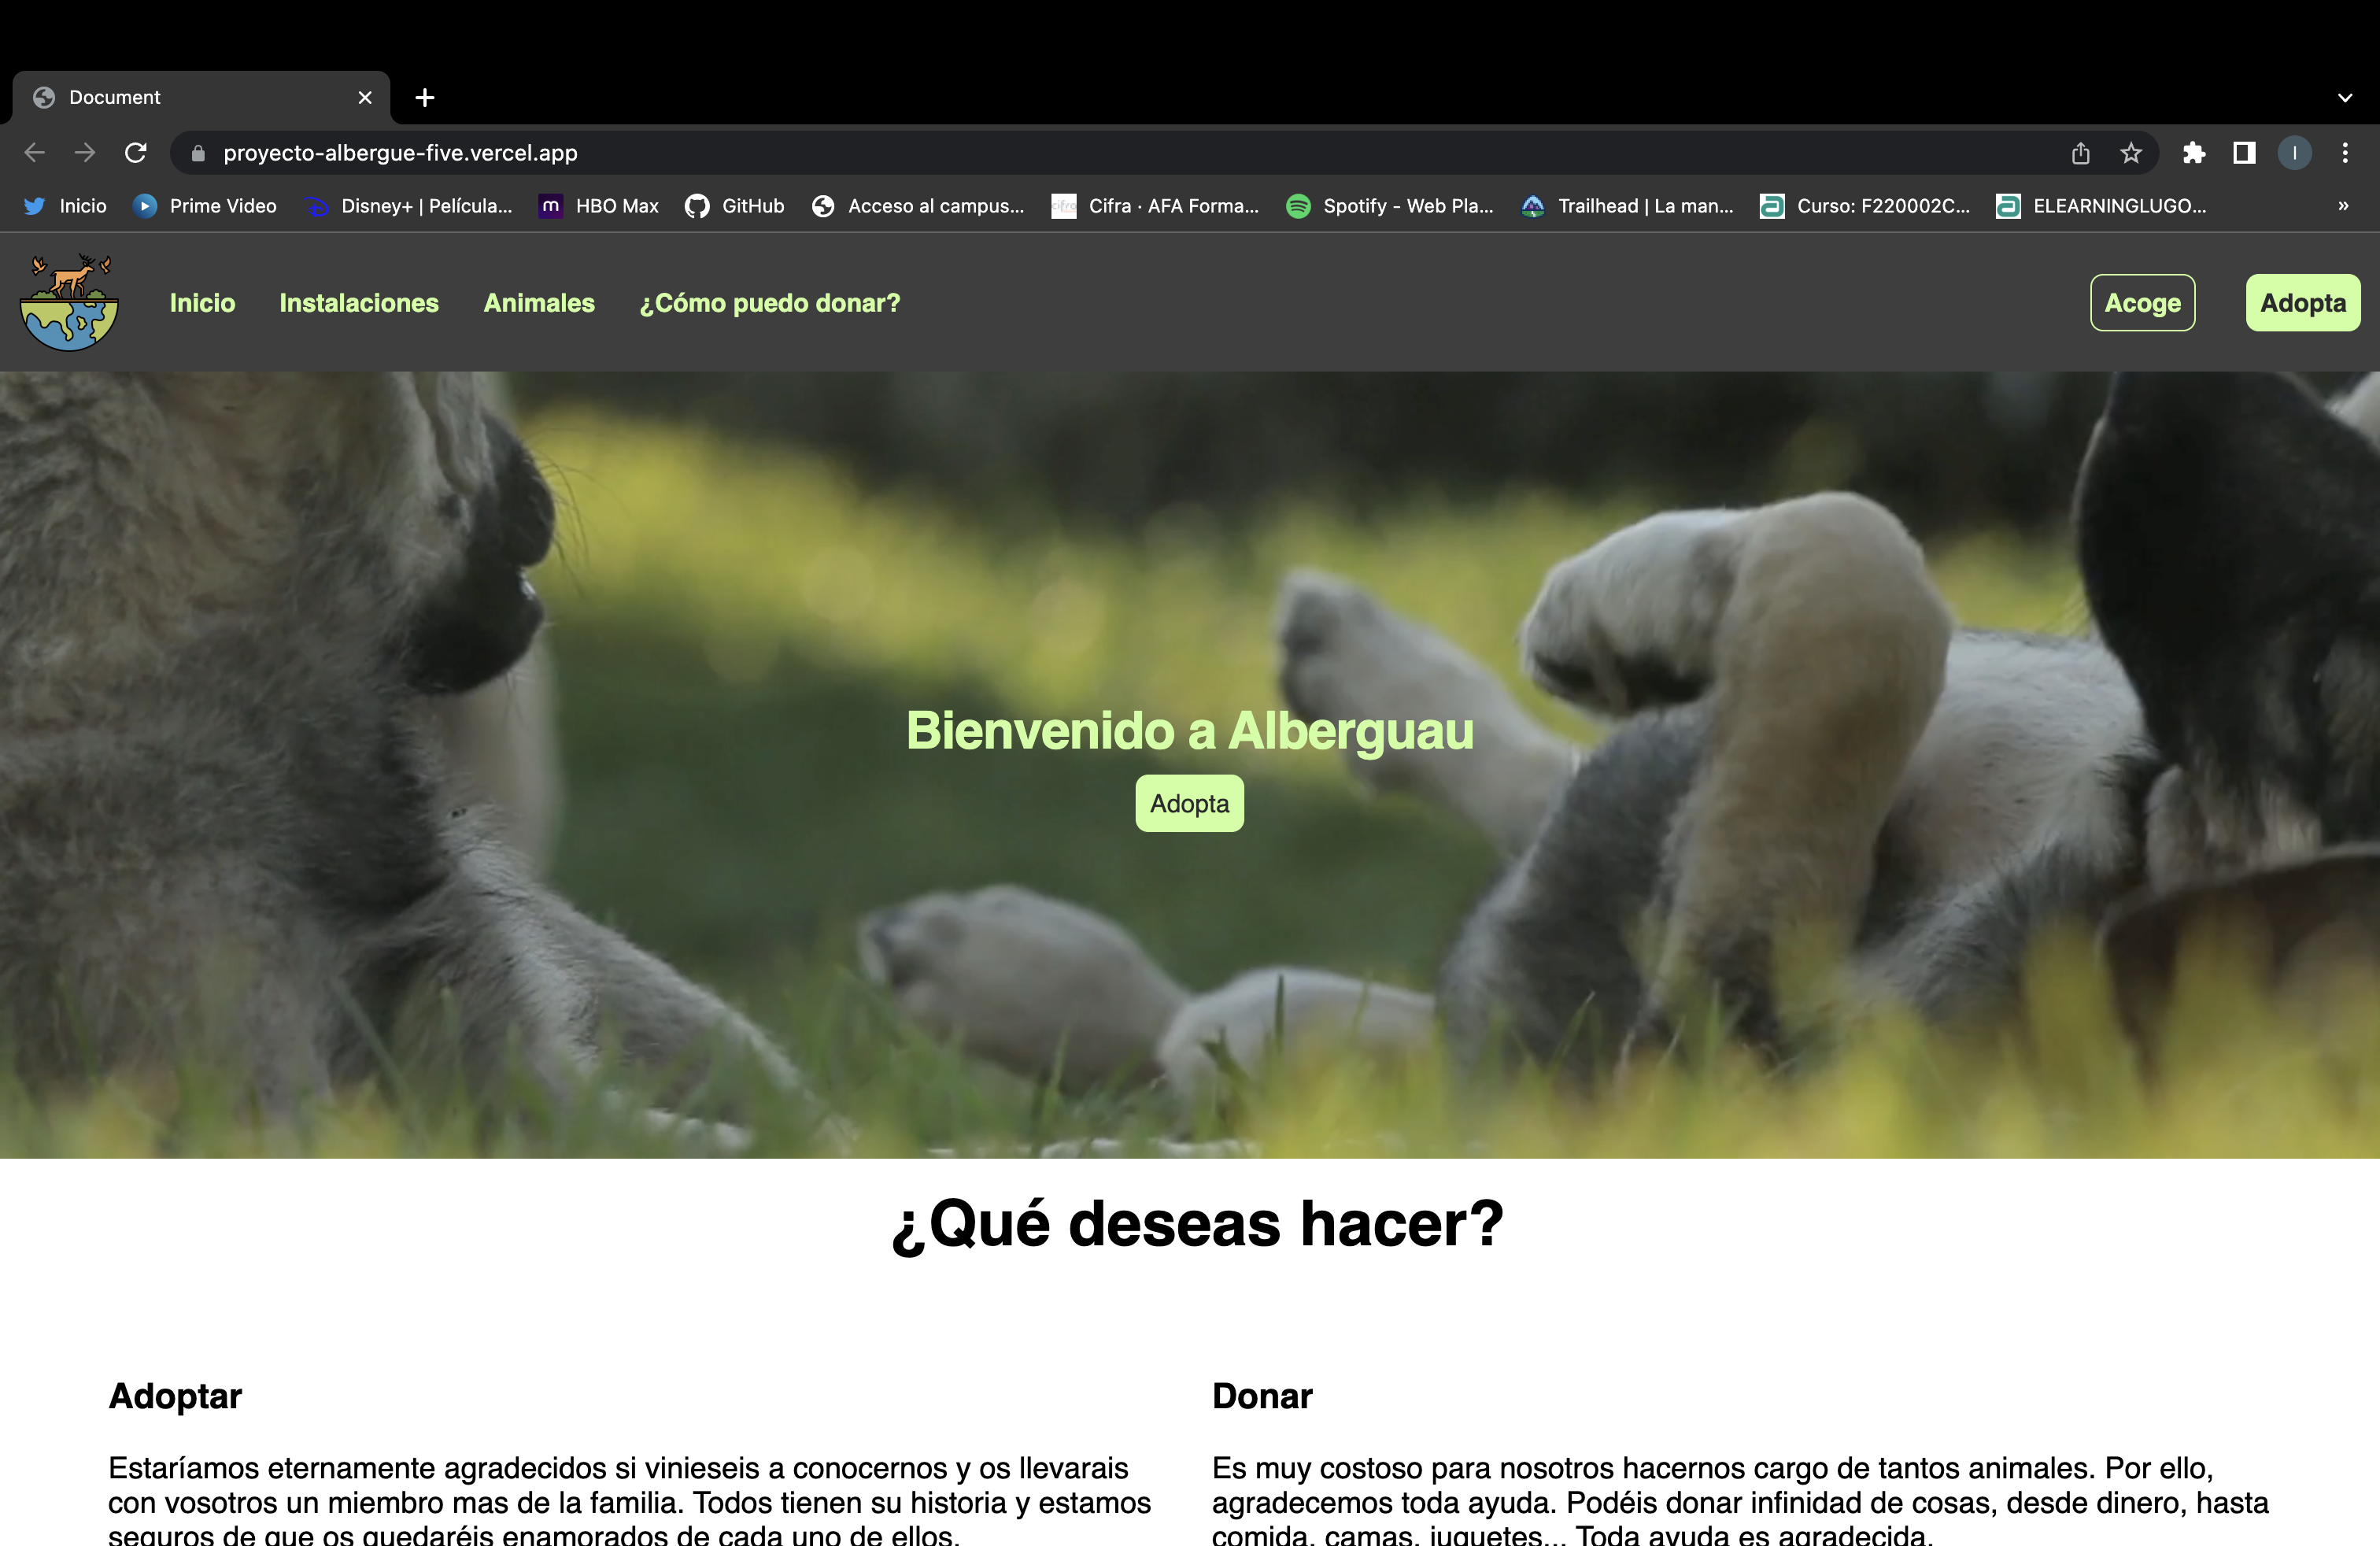 Document
proyecto-albergue-five.vercel.app
I
Inicio
Prime Video
Disney+ | Película...
m
HBO Max
GitHub
Acceso al campus...
cifra
Cifra · AFA Forma...
Spotify - Web Pla...
Trailhead | La man...
Curso: F220002C...
ELEARNINGLUGO...
»
Inicio
Instalaciones
Animales
¿Cómo puedo donar?
Acoge
Adopta
Bienvenido a Alberguau
Adopta
¿Qué deseas hacer?
Adoptar
Estaríamos eternamente agradecidos si vinieseis a conocernos y os llevarais
con vosotros un miembro mas de la familia. Todos tienen su historia y estamos
seguros de que os quedaréis enamorados de cada uno de ellos.
Donar
Es muy costoso para nosotros hacernos cargo de tantos animales. Por ello,
agradecemos toda ayuda. Podéis donar infinidad de cosas, desde dinero, hasta
comida, camas, juguetes... Toda ayuda es agradecida.